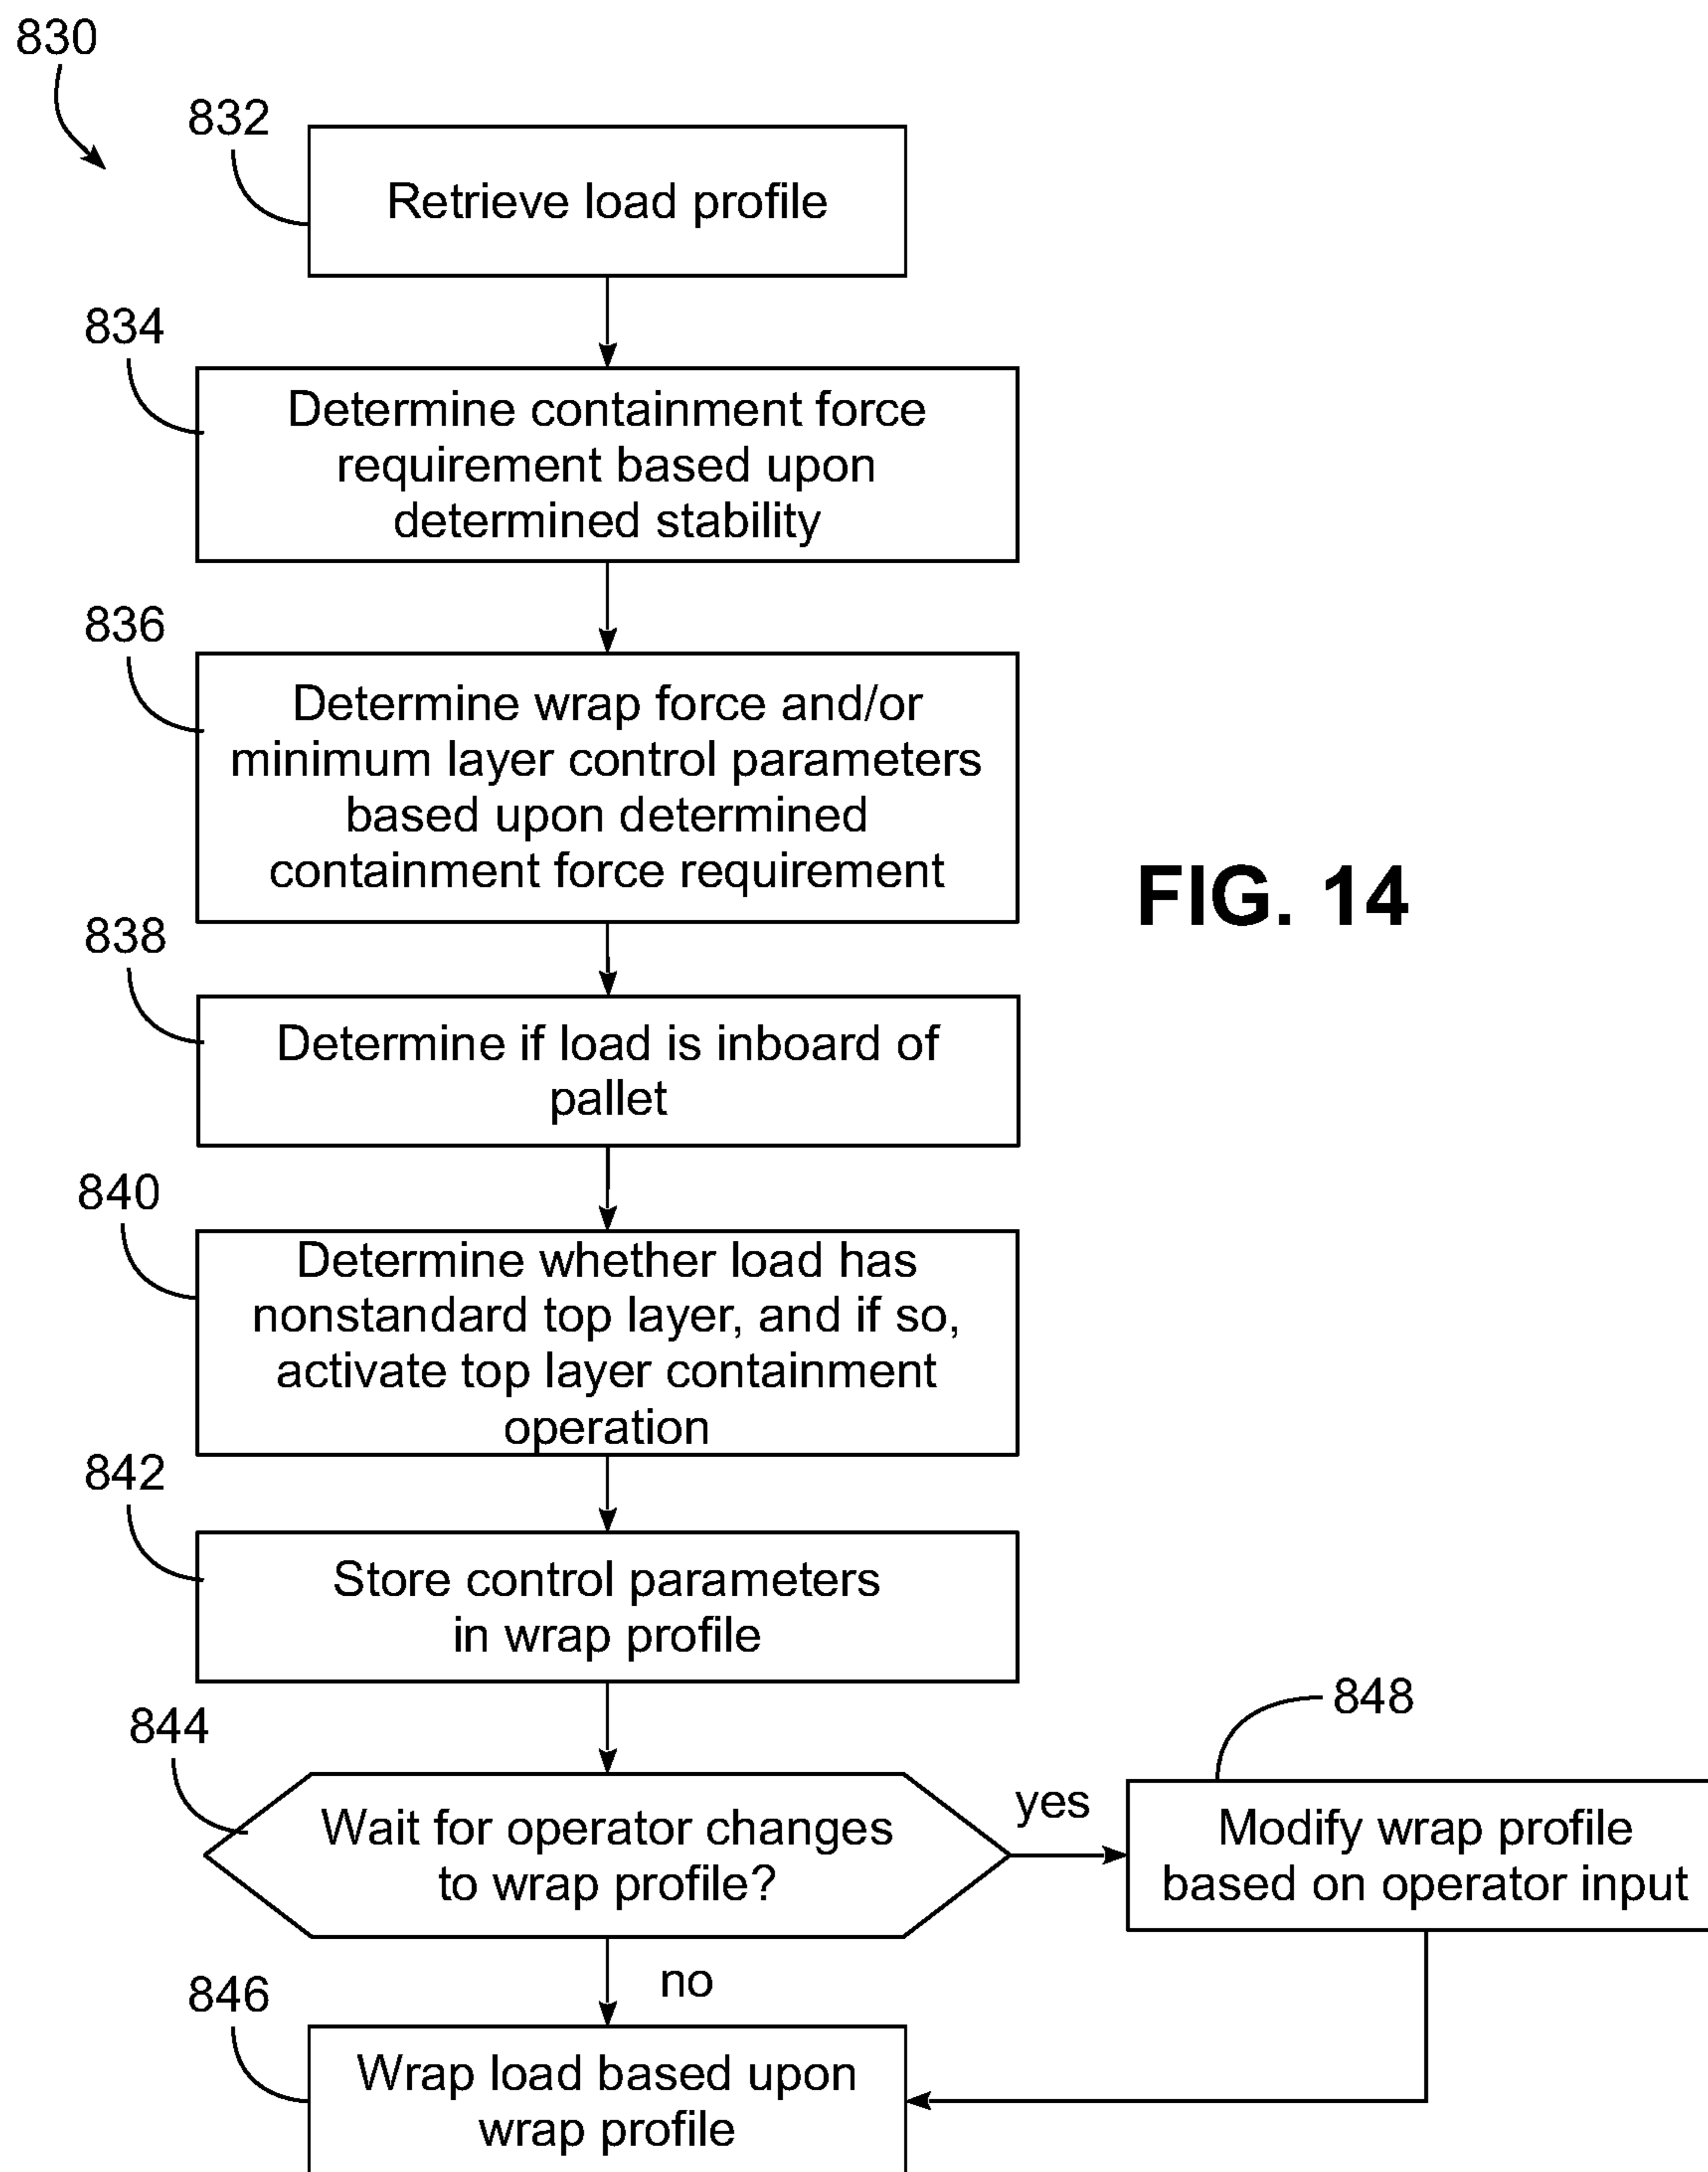 830
832
Retrieve load profile
834
Determine containment force
requirement based upon
determined stability
836
Determine wrap force and/or
minimum layer control parameters
based upon determined
containment force requirement
FIG. 14
838
Determine if load is inboard of
pallet
840
Determine whether load has
nonstandard top layer, and if so,
activate top layer containment
operation
842
Store control parameters
in wrap profile
844
Wait for operator changes
to wrap profile?
yes
848
Modify wrap profile
based on operator input
no
846
Wrap load based upon
wrap profile